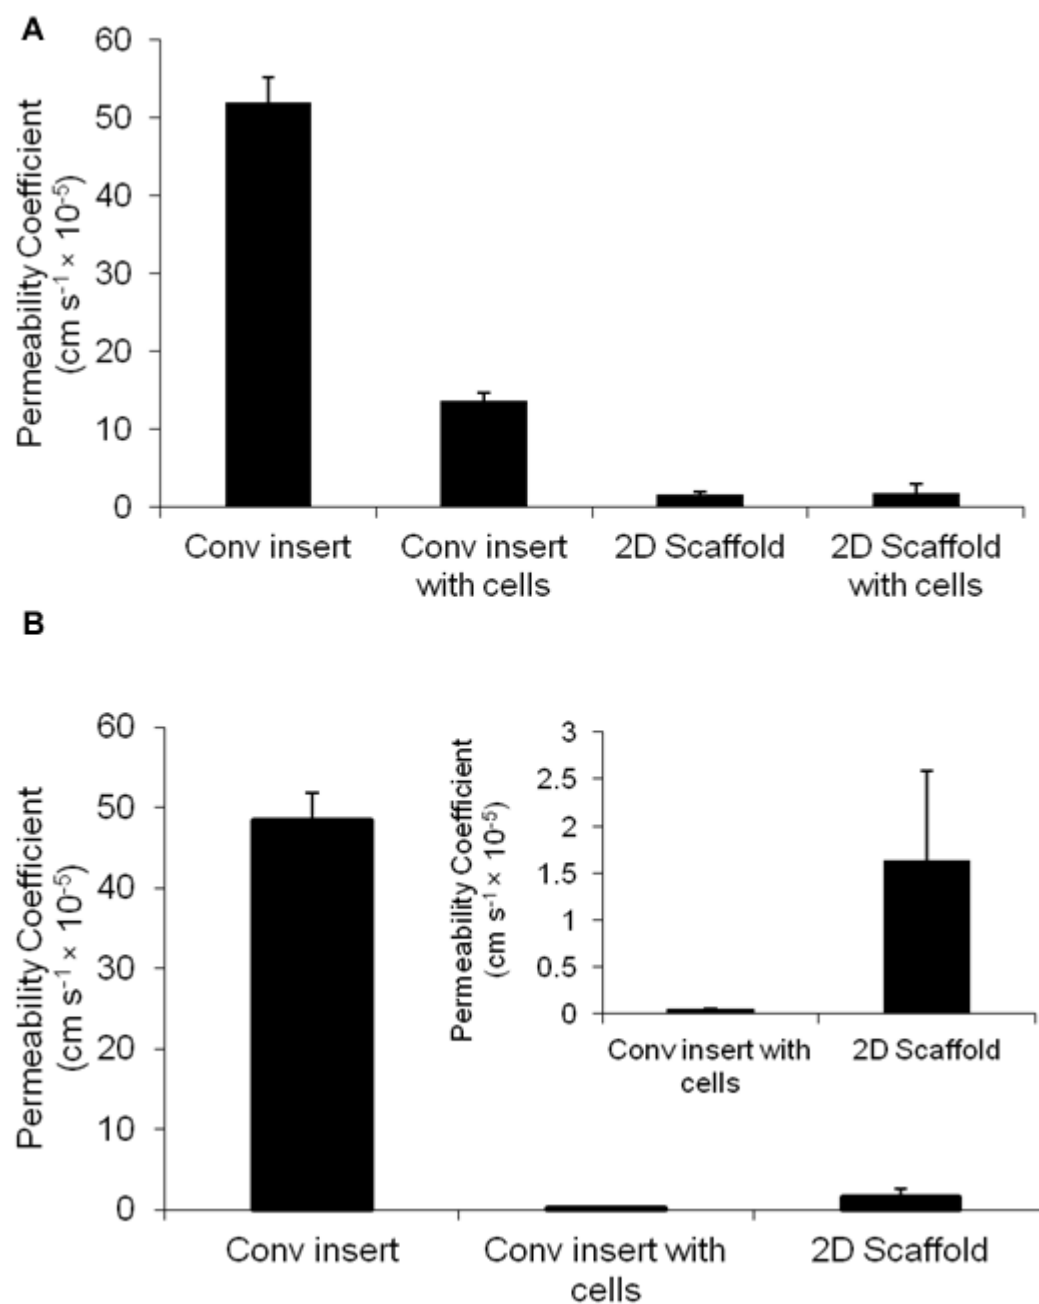 A
60
50
40
30
20
10
0
Permeability Coefficient
(cm s⁻¹ × 10⁻⁵)
Conv insert
Conv insert
with cells
2D Scaffold
2D Scaffold
with cells
B
60
50
40
30
20
10
0
Permeability Coefficient
(cm s⁻¹ × 10⁻⁵)
3
2.5
2
1.5
1
0.5
0
Permeability Coefficient
(cm s⁻¹ × 10⁻⁵)
Conv insert with
cells
2D Scaffold
Conv insert
Conv insert with
cells
2D Scaffold